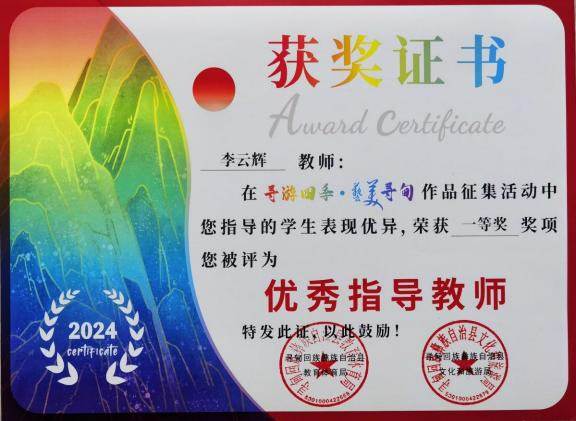 获奖证书
Award Certificate
李云辉 教师：
在 寻游四季·艺美寻甸 作品征集活动中
您指导的学生表现优异，荣获 一等奖 奖项
您被评为
优秀指导教师
特发此证，以此鼓励！
2024
certificate
寻甸回族彝族自治县
教育体育局
寻甸回族彝族自治县
文化和旅游局